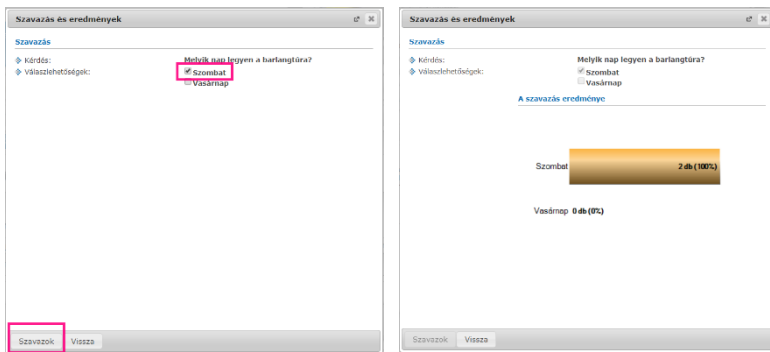 Szavazás és eredmények
Szavazás
Kérdés: Melyik nap legyen a barlangtúra?
Válaszlehetőségek: Szombat
Vasárnap
Szavazok Vissza
Szavazás és eredmények
Szavazás
Kérdés: Melyik nap legyen a barlangtúra?
Válaszlehetőségek: Szombat
Vasárnap
A szavazás eredménye
Szombat 2 db (100%)
Vasárnap 0 db (0%)
Szavazok Vissza